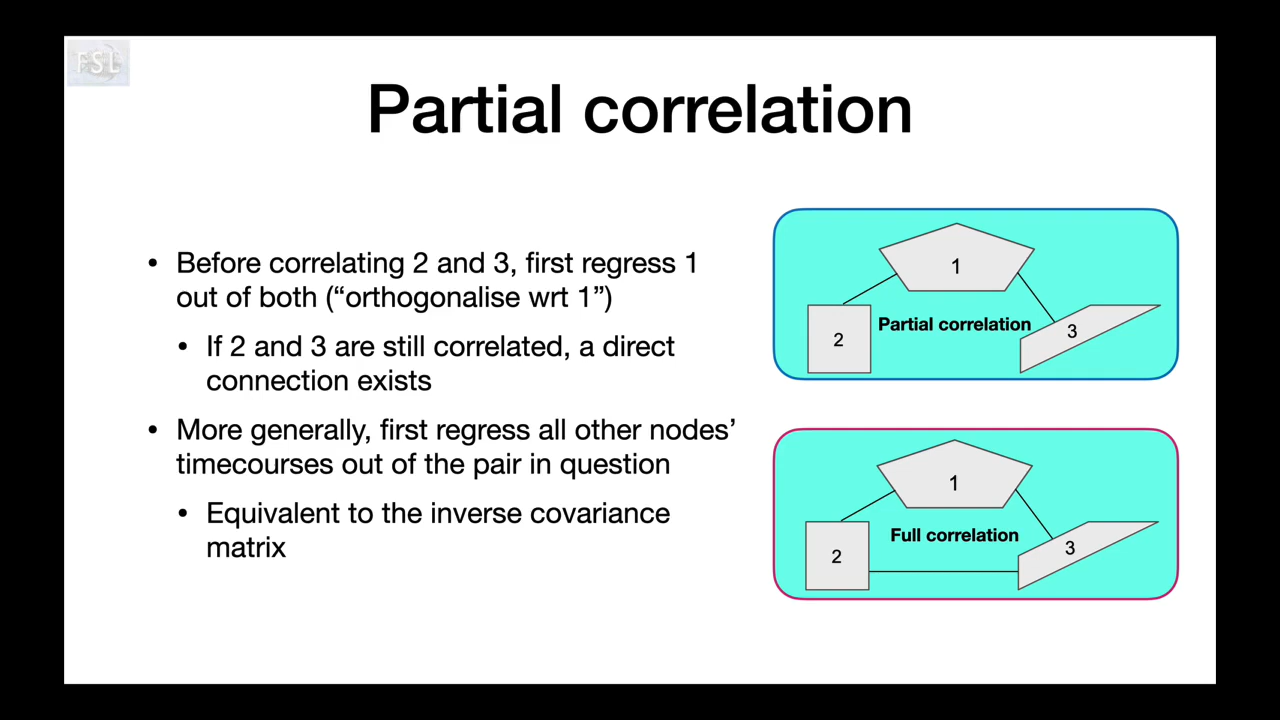 FSL
Partial correlation
• Before correlating 2 and 3, first regress 1
out of both (“orthogonalise wrt 1”)
• If 2 and 3 are still correlated, a direct
connection exists
• More generally, first regress all other nodes’
timecourses out of the pair in question
• Equivalent to the inverse covariance
matrix
1
2
Partial correlation
3
1
2
Full correlation
3